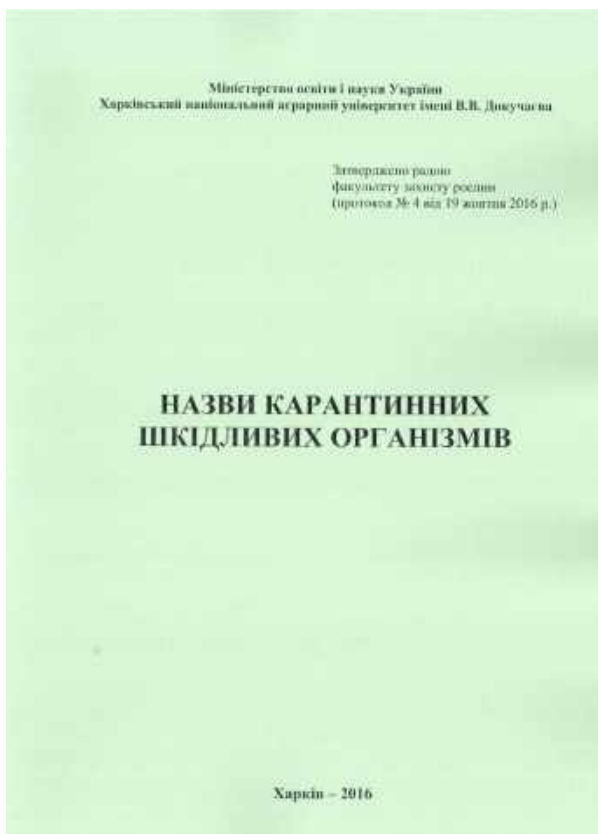 Міністерство освіти і науки України
Харківський національний аграрний університет імені В.В. Докучаєва
Затверджено радою
факультету захисту рослин
(протокол № 4 від 19 жовтня 2016 р.)
НАЗВИ КАРАНТИННИХ
ШКІДЛИВИХ ОРГАНІЗМІВ
Харків – 2016